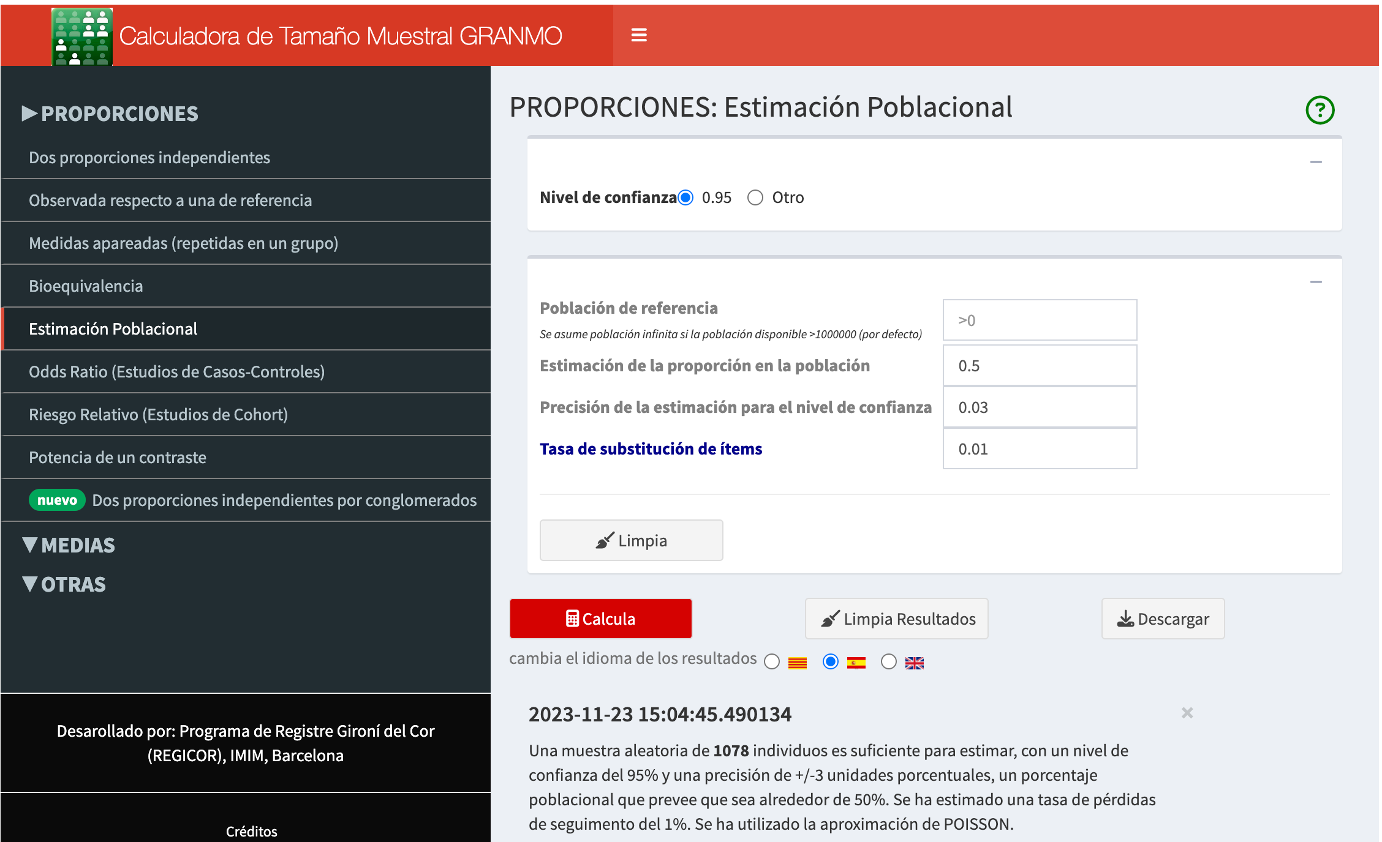 Calculadora de Tamaño Muestral GRANMO
PROPORCIONES
Dos proporciones independientes
Observada respecto a una de referencia
Medidas apareadas (repetidas en un grupo)
Bioequivalencia
Estimación Poblacional
Odds Ratio (Estudios de Casos-Controles)
Riesgo Relativo (Estudios de Cohort)
Potencia de un contraste
nuevo Dos proporciones independientes por conglomerados
MEDIAS
OTRAS
Desarollado por: Programa de Registre Gironí del Cor
(REGICOR), IMIM, Barcelona
Créditos
PROPORCIONES: Estimación Poblacional
?
Nivel de confianza 0.95 Otro
Población de referencia
Se asume población infinita si la población disponible >1000000 (por defecto)
>0
Estimación de la proporción en la población 0.5
Precisión de la estimación para el nivel de confianza 0.03
Tasa de substitución de ítems 0.01
Limpia
Calcula Limpia Resultados Descargar
cambia el idioma de los resultados
2023-11-23 15:04:45.490134 ×
Una muestra aleatoria de 1078 individuos es suficiente para estimar, con un nivel de
confianza del 95% y una precisión de +/-3 unidades porcentuales, un porcentaje
poblacional que prevee que sea alrededor de 50%. Se ha estimado una tasa de pérdidas
de seguimento del 1%. Se ha utilizado la aproximación de POISSON.